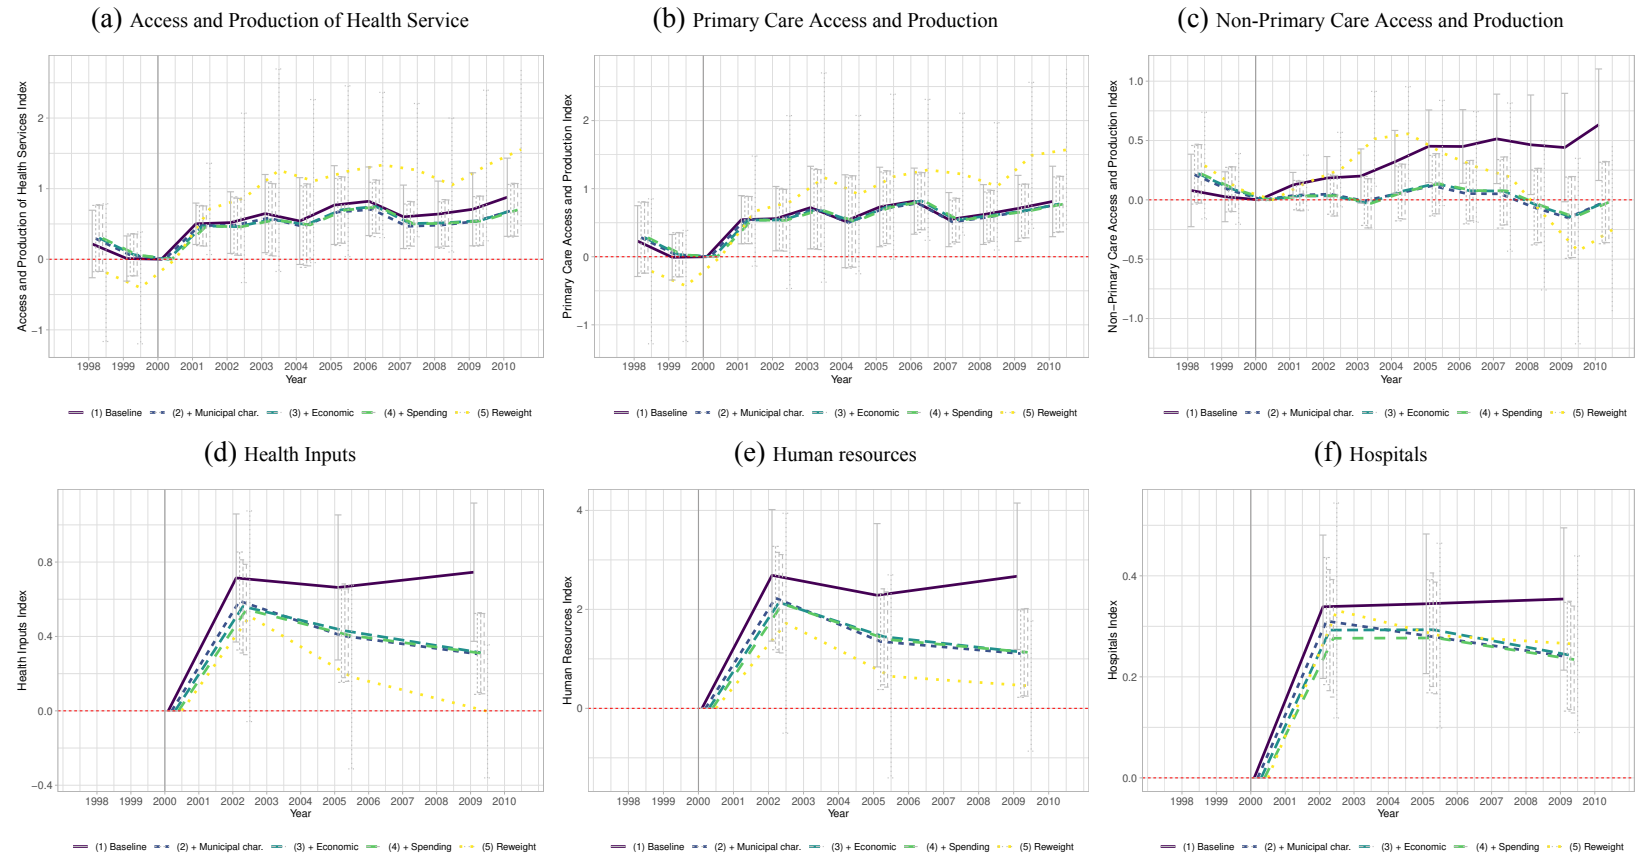 (a) Access and Production of Health Service
Access and Production of Health Services Index
2
1
0
−1
1998 1999 2000 2001 2002 2003 2004 2005 2006 2007 2008 2009 2010
Year
(1) Baseline (2) + Municipal char. (3) + Economic (4) + Spending (5) Reweight
(b) Primary Care Access and Production
Primary Care Access and Production Index
2
1
0
−1
1998 1999 2000 2001 2002 2003 2004 2005 2006 2007 2008 2009 2010
Year
(1) Baseline (2) + Municipal char. (3) + Economic (4) + Spending (5) Reweight
(c) Non-Primary Care Access and Production
Non−Primary Care Access and Production Index
1.0
0.5
0.0
−0.5
−1.0
1998 1999 2000 2001 2002 2003 2004 2005 2006 2007 2008 2009 2010
Year
(1) Baseline (2) + Municipal char. (3) + Economic (4) + Spending (5) Reweight
(d) Health Inputs
Health Inputs Index
0.8
0.4
0.0
−0.4
1998 1999 2000 2001 2002 2003 2004 2005 2006 2007 2008 2009 2010
Year
(1) Baseline (2) + Municipal char. (3) + Economic (4) + Spending (5) Reweight
(e) Human resources
Human Resources Index
4
2
0
1998 1999 2000 2001 2002 2003 2004 2005 2006 2007 2008 2009 2010
Year
(1) Baseline (2) + Municipal char. (3) + Economic (4) + Spending (5) Reweight
(f) Hospitals
Hospitals Index
0.4
0.2
0.0
1998 1999 2000 2001 2002 2003 2004 2005 2006 2007 2008 2009 2010
Year
(1) Baseline (2) + Municipal char. (3) + Economic (4) + Spending (5) Reweight